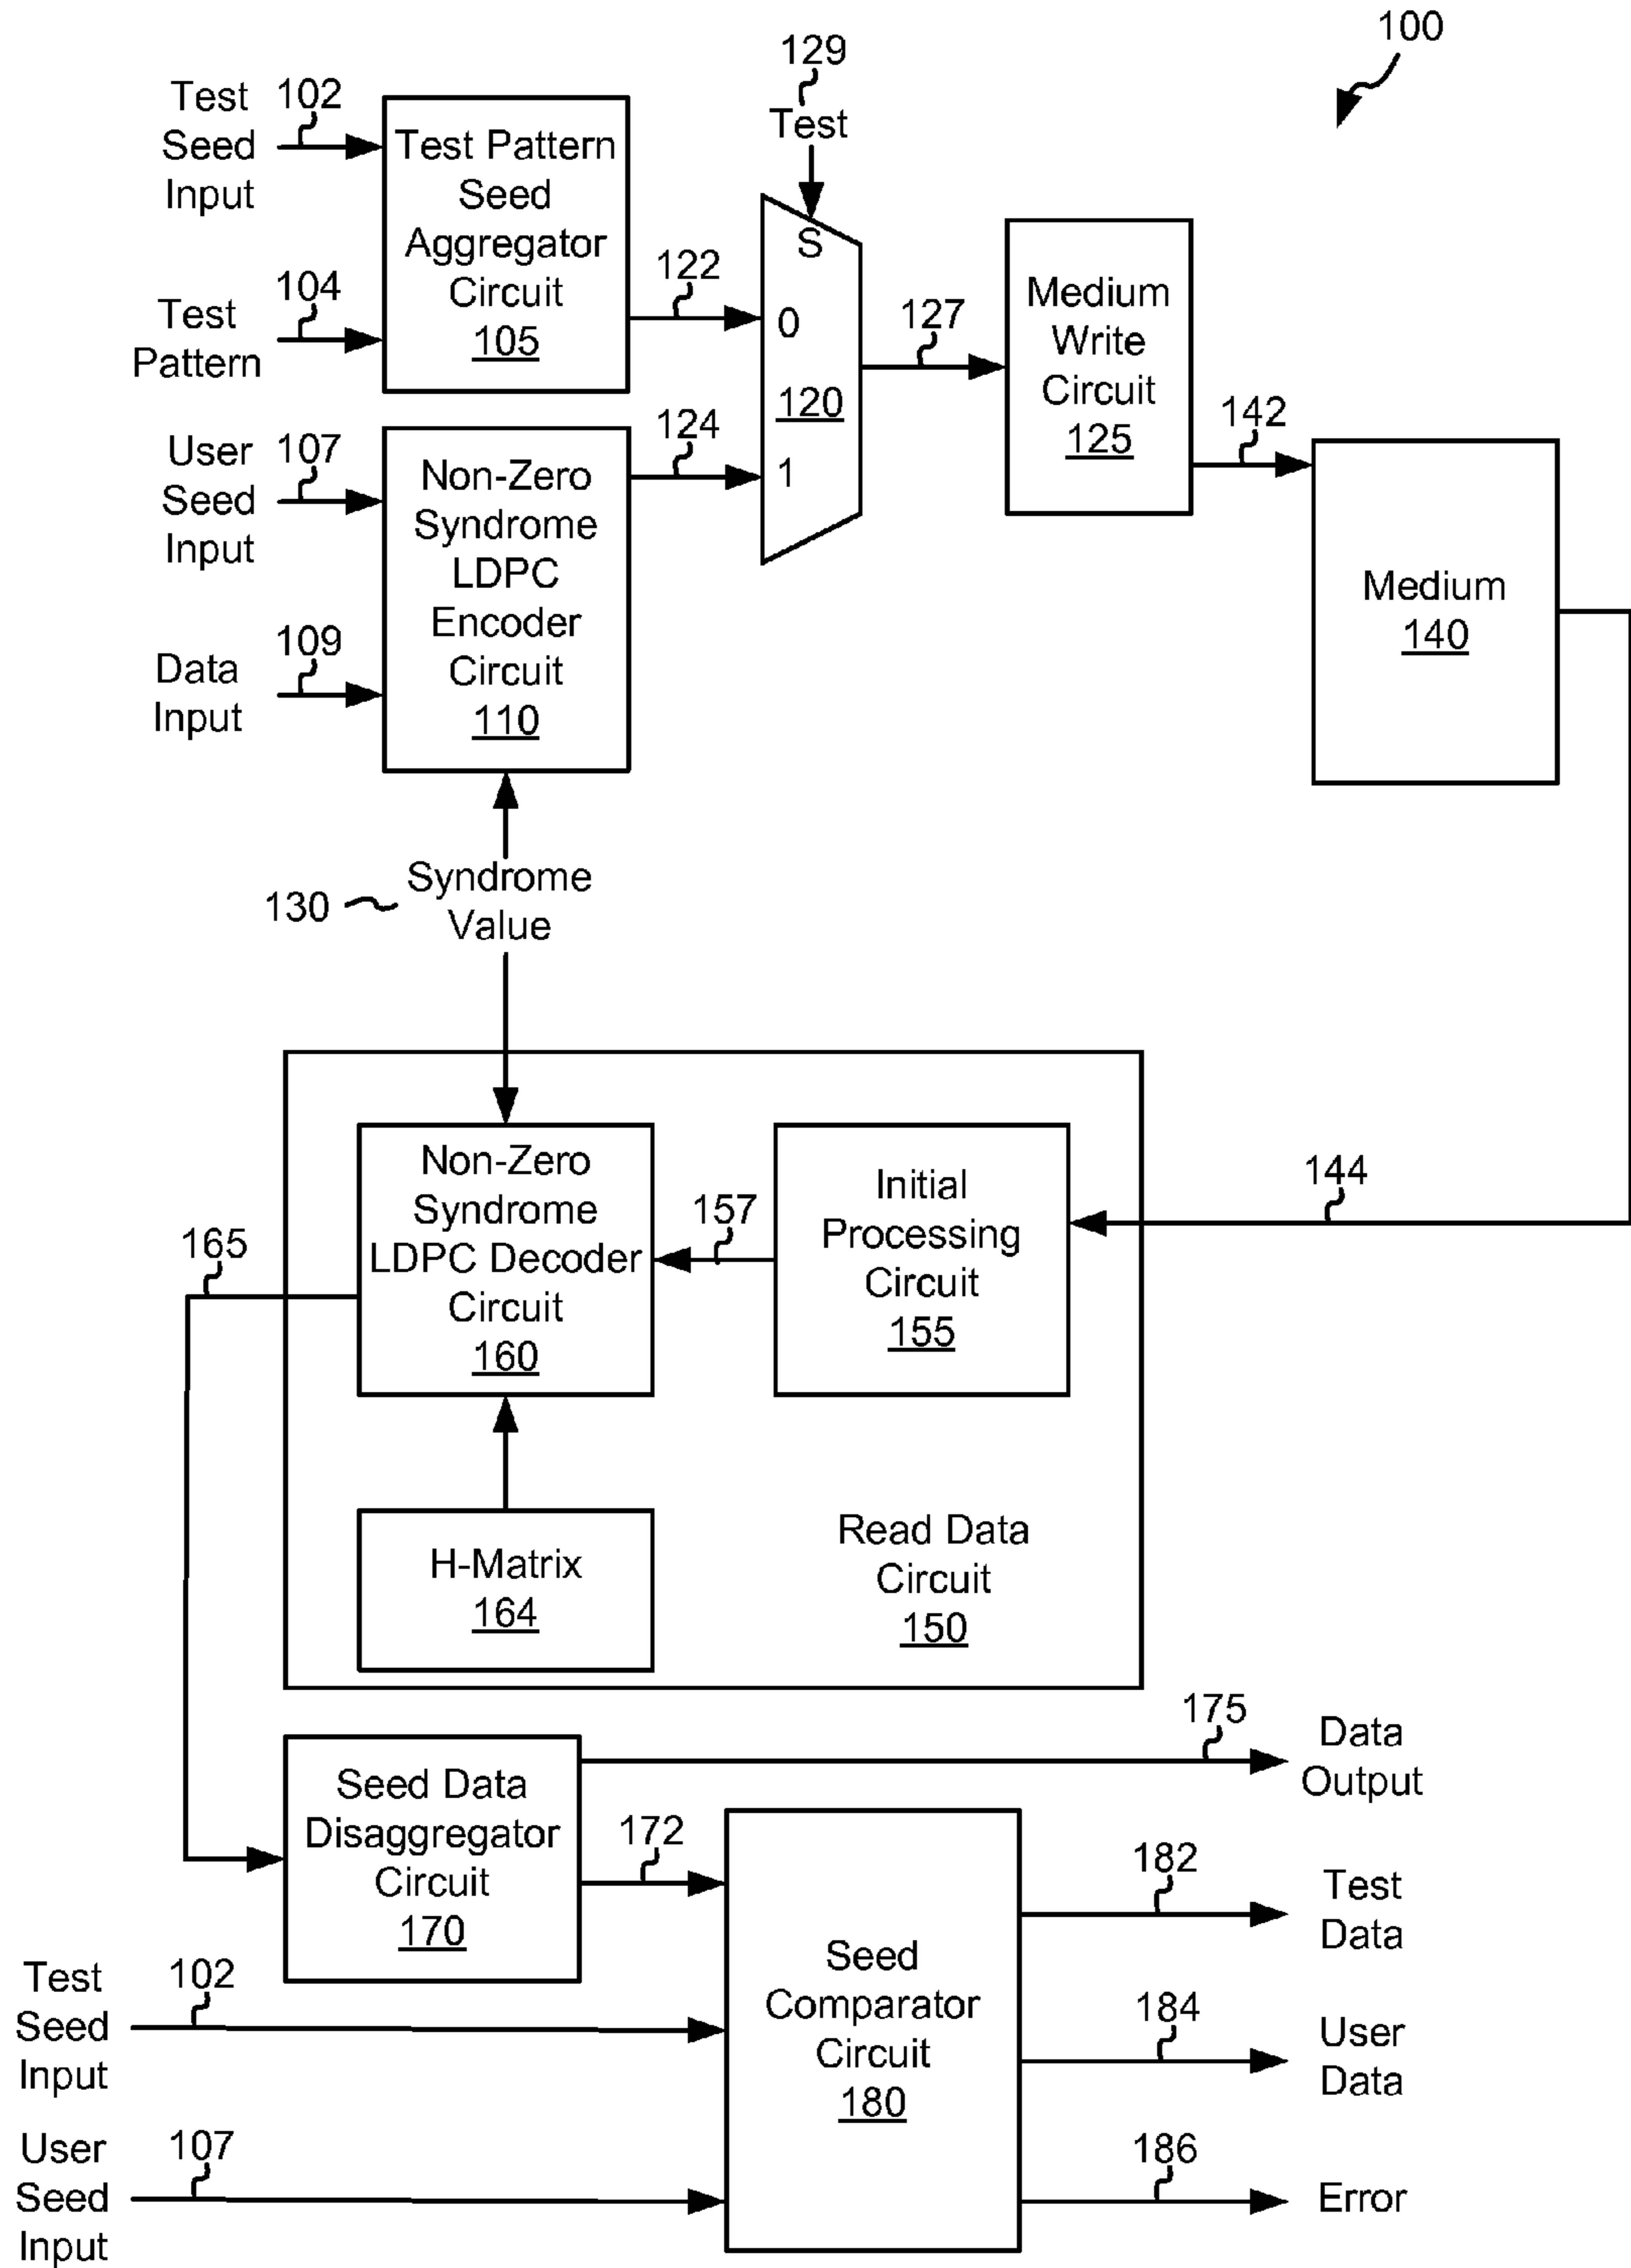 100
129
Test
Test
Seed
Input
102
Test Pattern
Seed
Aggregator
Circuit
105
104
Test
Pattern
S
0
120
1
122
127
Medium
Write
Circuit
125
User
Seed
Input
107
Non-Zero
Syndrome
LDPC
Encoder
Circuit
110
124
142
109
Data
Input
Medium
140
130
Syndrome
Value
Non-Zero
Syndrome
LDPC Decoder
Circuit
160
157
Initial
Processing
Circuit
155
144
165
H-Matrix
164
Read Data
Circuit
150
175
Data
Output
Seed Data
Disaggregator
Circuit
170
172
182
Test
Data
Test
Seed
Input
102
Seed
Comparator
Circuit
180
184
User
Data
User
Seed
Input
107
186
Error